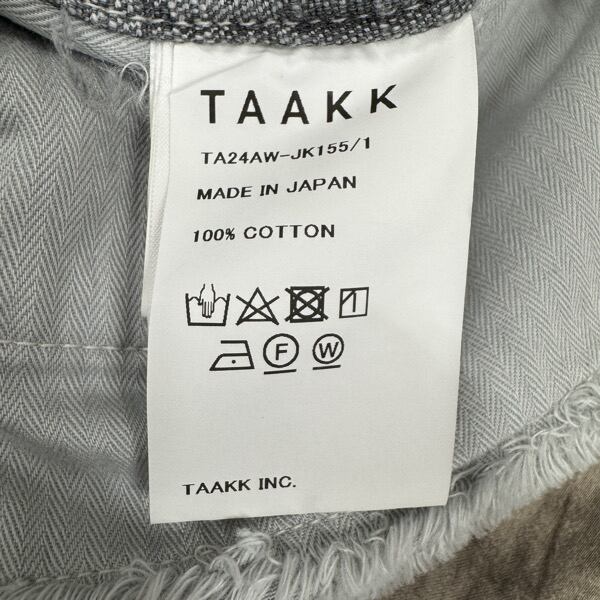 TAAKK
TA24AW-JK155/1
MADE IN JAPAN
100% COTTON
F W
TAAKK INC.